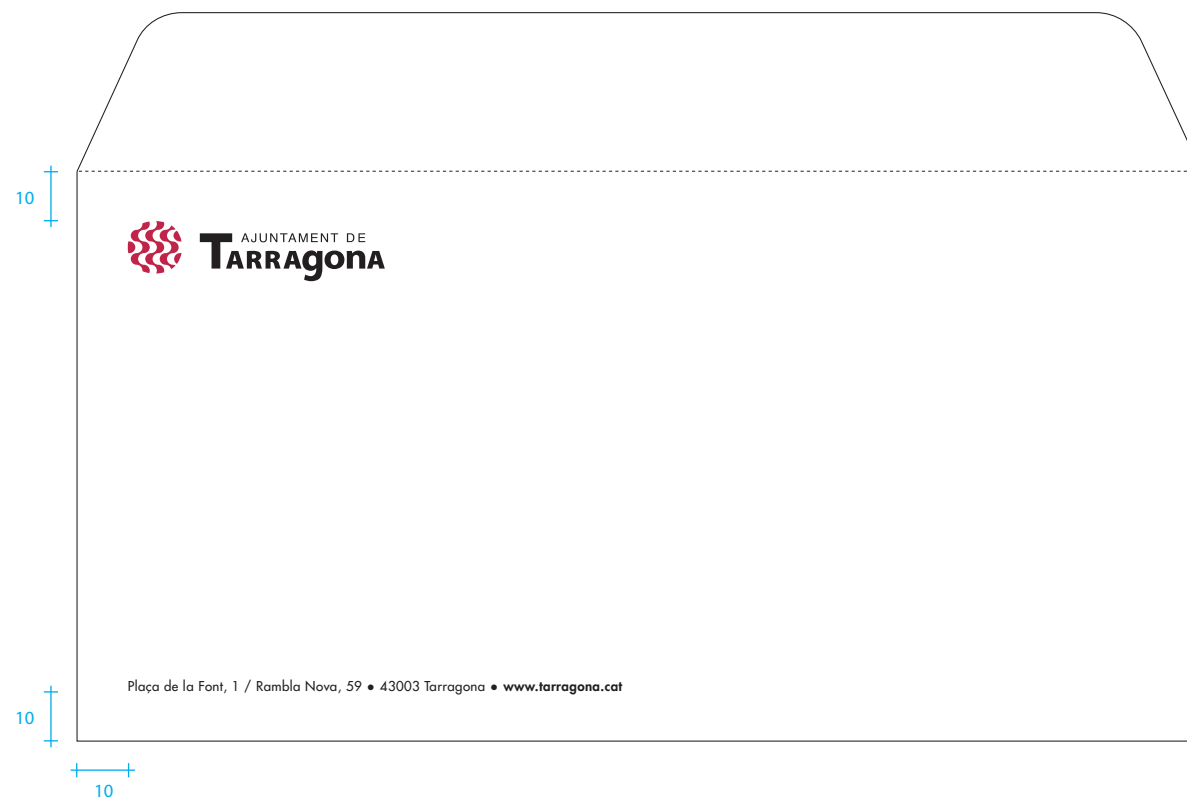 10
AJUNTAMENT DE
TARRAgonA
Plaça de la Font, 1 / Rambla Nova, 59 ● 43003 Tarragona ● www.tarragona.cat
10
10